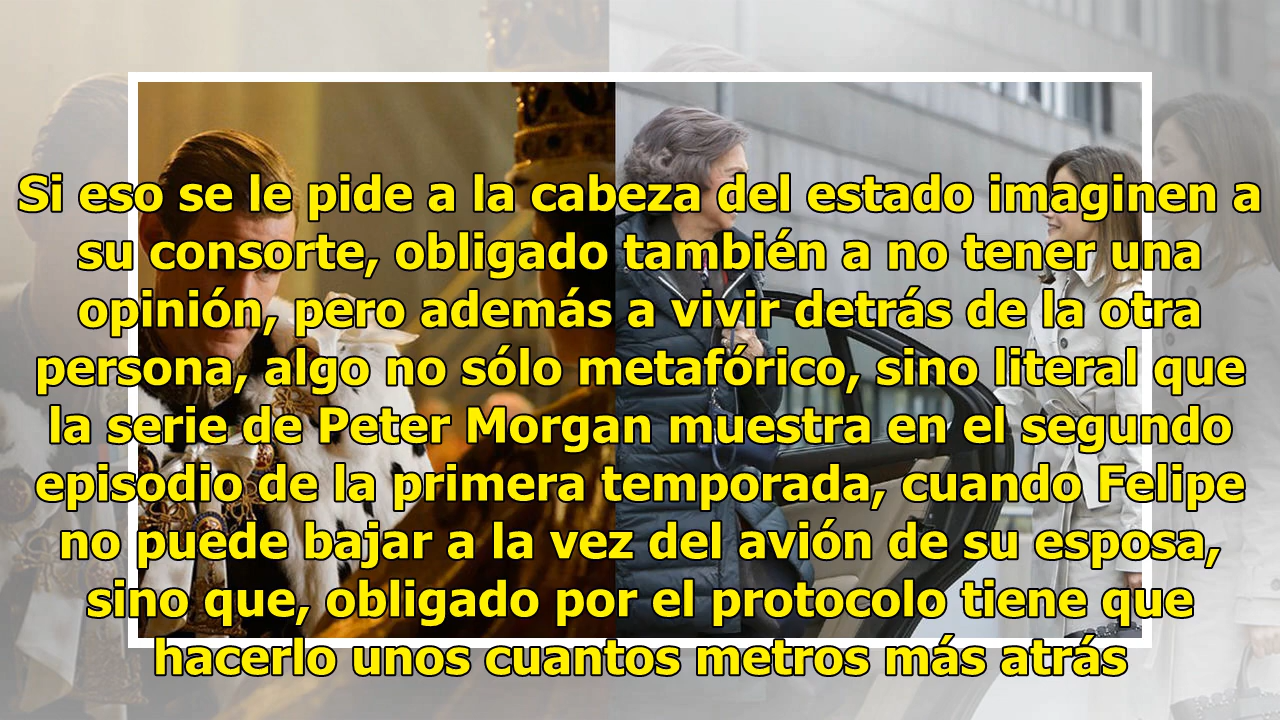 Si eso se le pide a la cabeza del estado imaginen a
su consorte, obligado también a no tener una
opinión, pero además a vivir detrás de la otra
persona, algo no sólo metafórico, sino literal que
la serie de Peter Morgan muestra en el segundo
episodio de la primera temporada, cuando Felipe
no puede bajar a la vez del avión de su esposa,
sino que, obligado por el protocolo tiene que
hacerlo unos cuantos metros más atrás